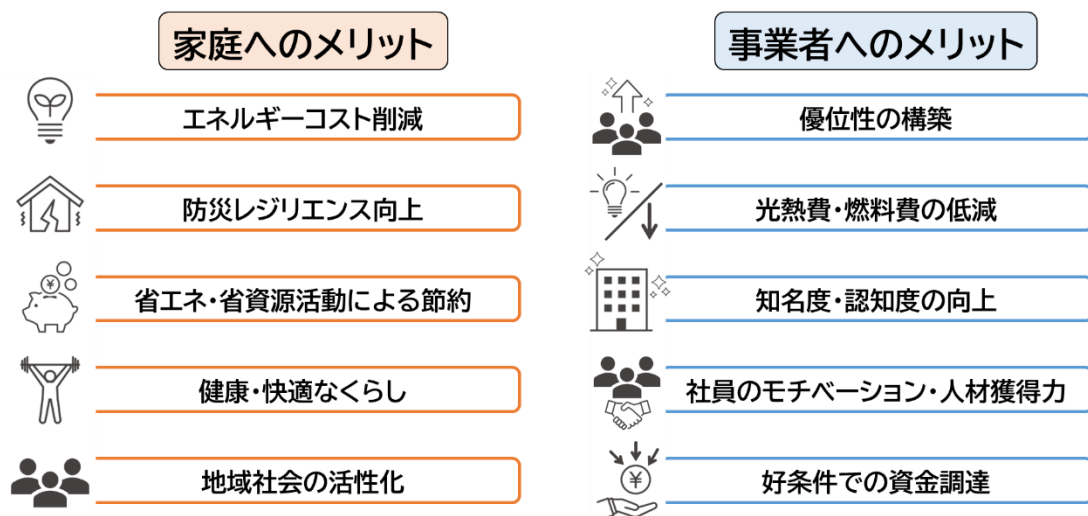 家庭へのメリット
エネルギーコスト削減
防災レジリエンス向上
省エネ・省資源活動による節約
健康・快適なくらし
地域社会の活性化
事業者へのメリット
優位性の構築
光熱費・燃料費の低減
知名度・認知度の向上
社員のモチベーション・人材獲得力
好条件での資金調達